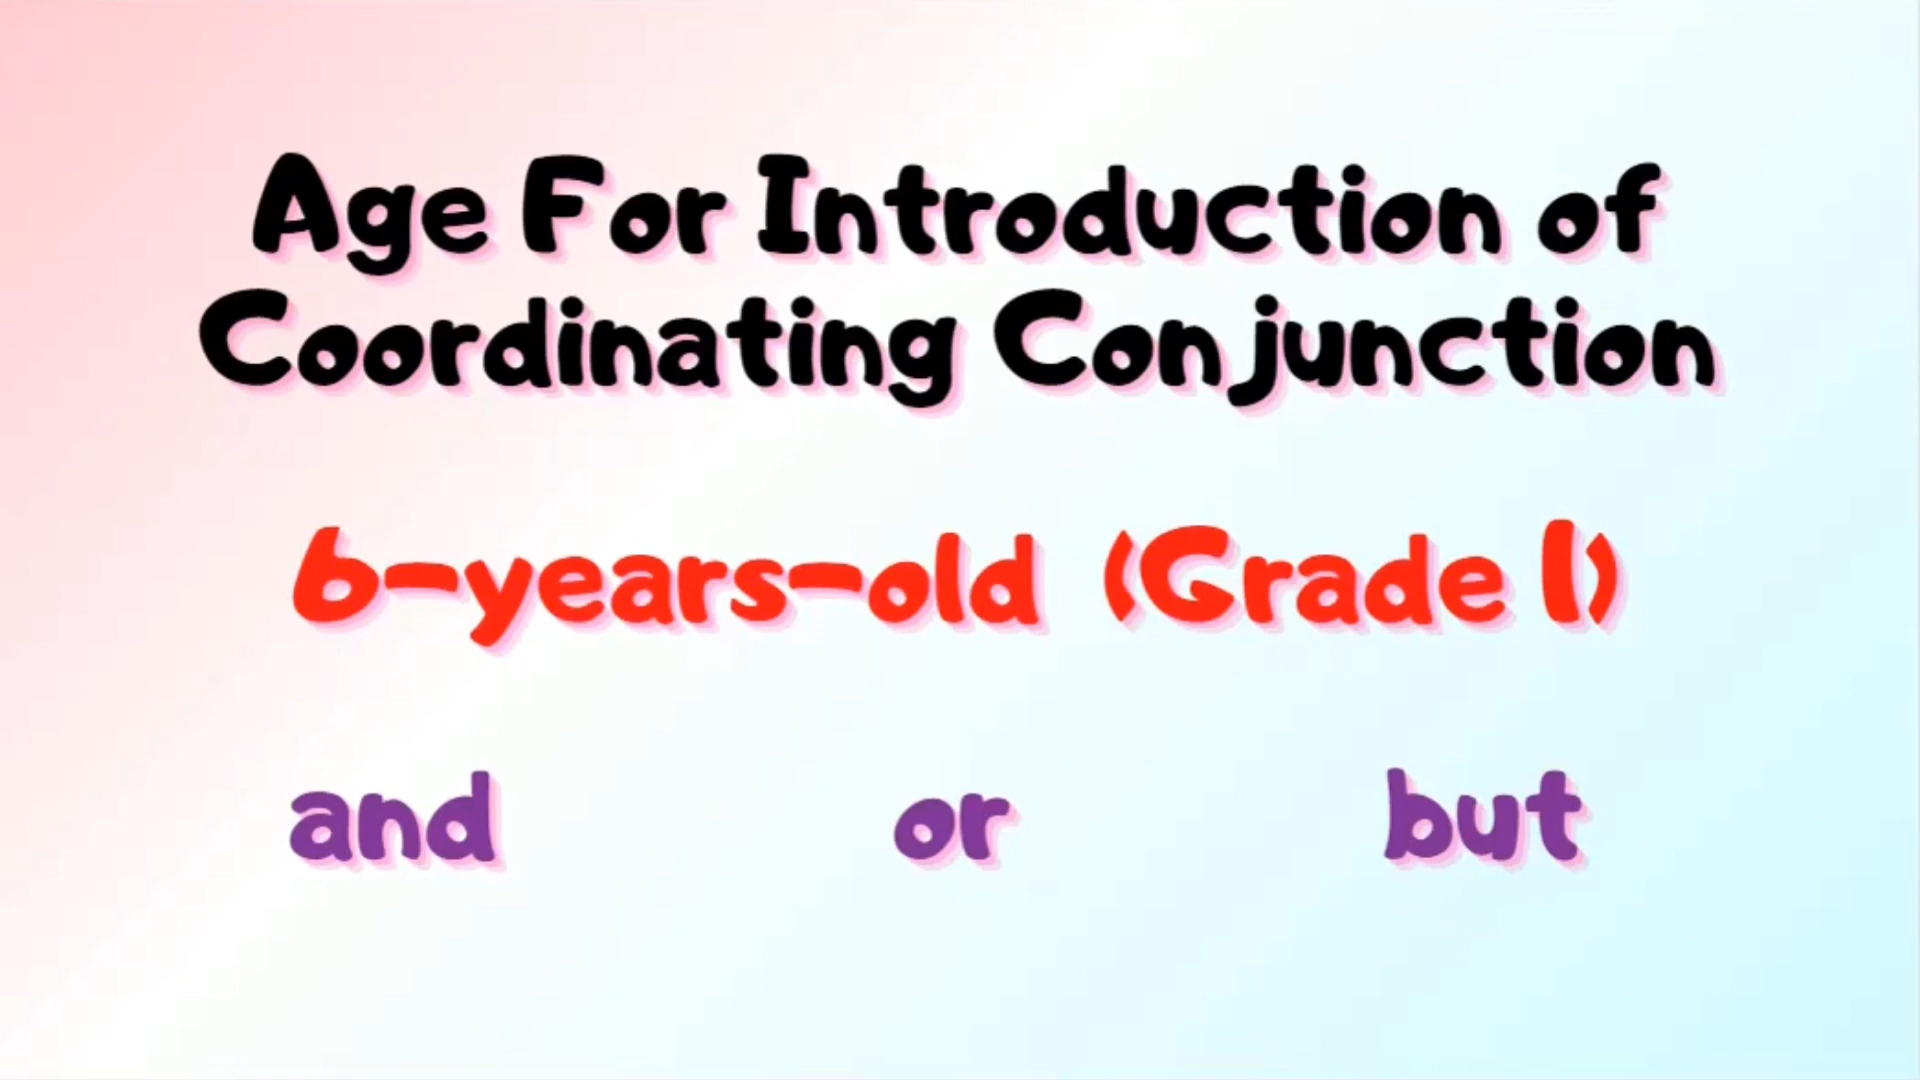 Age For Introduction of
Coordinating Conjunction
6-years-old (Grade 1)
and or but